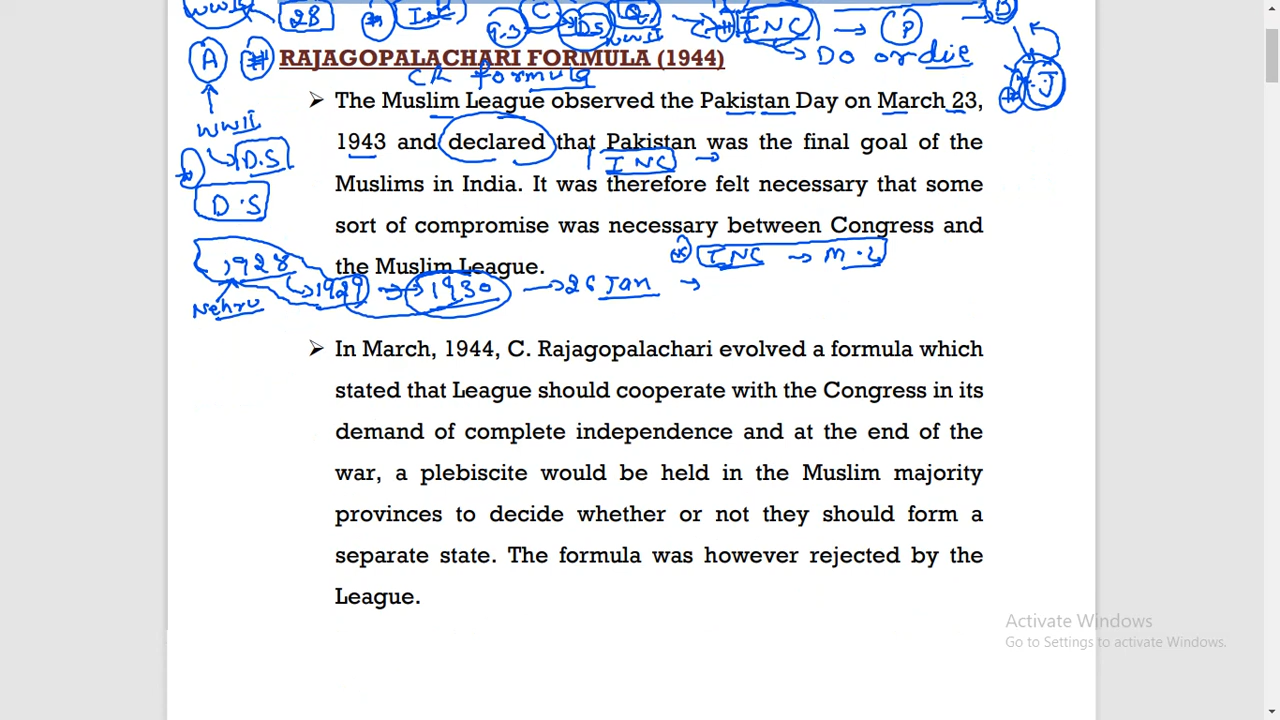 28
C
D.S
INC
P
WWII
Do or die
A
RAJAGOPALACHARI FORMULA (1944)
CR formula
J
➢ The Muslim League observed the Pakistan Day on March 23,
WWII
1943 and declared that Pakistan was the final goal of the
D.S
INC
Muslims in India. It was therefore felt necessary that some
D.S
sort of compromise was necessary between Congress and
INC → M.L
the Muslim League.
1928
→ 1929 → 1930 → 26 Jan →
Nehru
➢ In March, 1944, C. Rajagopalachari evolved a formula which
stated that League should cooperate with the Congress in its
demand of complete independence and at the end of the
war, a plebiscite would be held in the Muslim majority
provinces to decide whether or not they should form a
separate state. The formula was however rejected by the
League.
Activate Windows
Go to Settings to activate Windows.